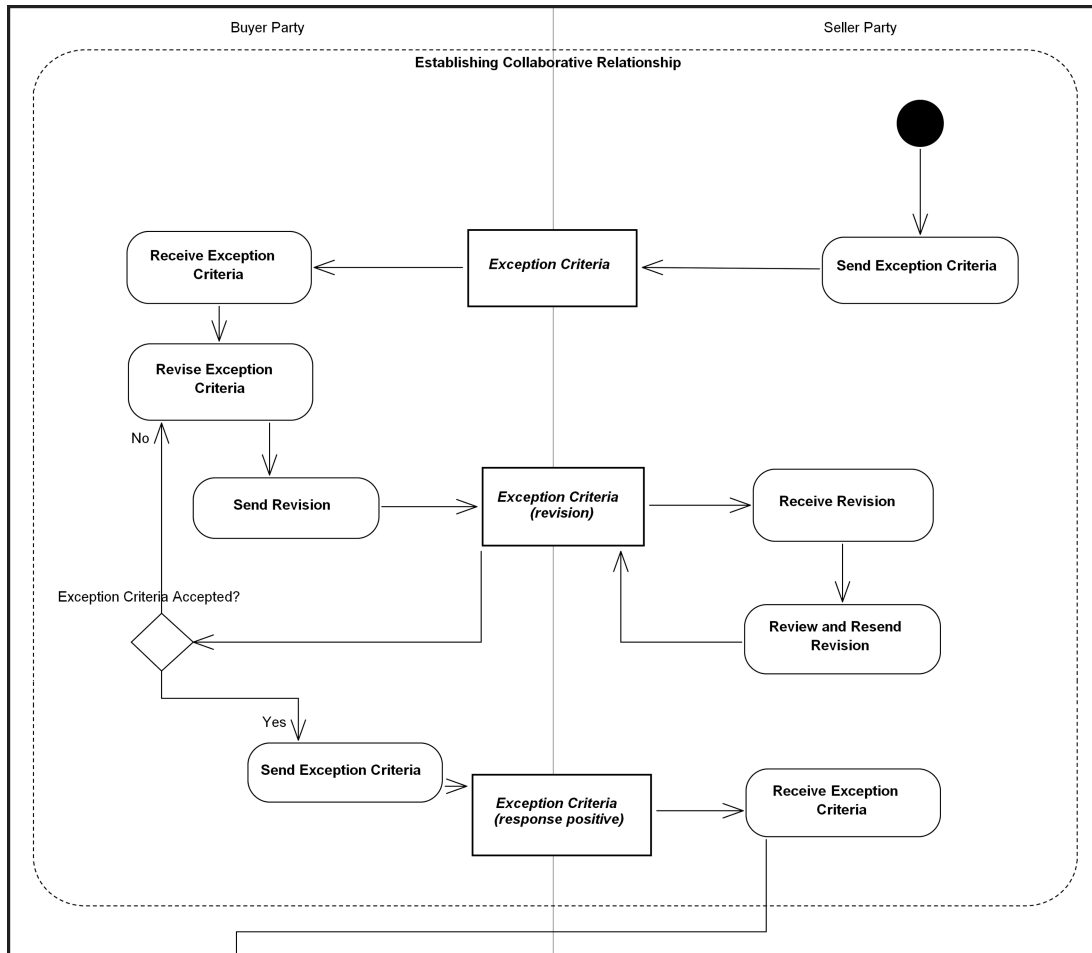 Buyer Party
Seller Party
Establishing Collaborative Relationship
Receive Exception
Criteria
Exception Criteria
Send Exception Criteria
Revise Exception
Criteria
No
Send Revision
Exception Criteria
(revision)
Receive Revision
Exception Criteria Accepted?
Review and Resend
Revision
Yes
Send Exception Criteria
Exception Criteria
(response positive)
Receive Exception
Criteria